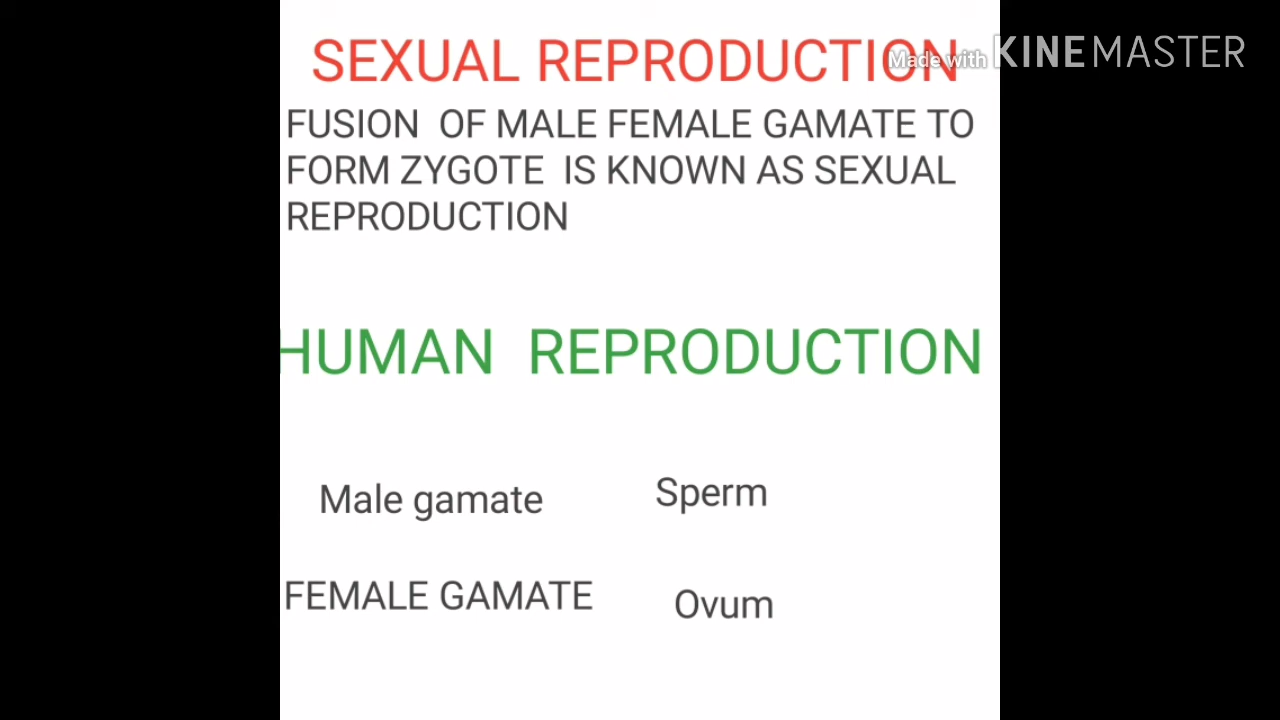 SEXUAL REPRODUCTION
Made with KINEMASTER
FUSION OF MALE FEMALE GAMATE TO
FORM ZYGOTE IS KNOWN AS SEXUAL
REPRODUCTION
HUMAN REPRODUCTION
Male gamate Sperm
FEMALE GAMATE Ovum